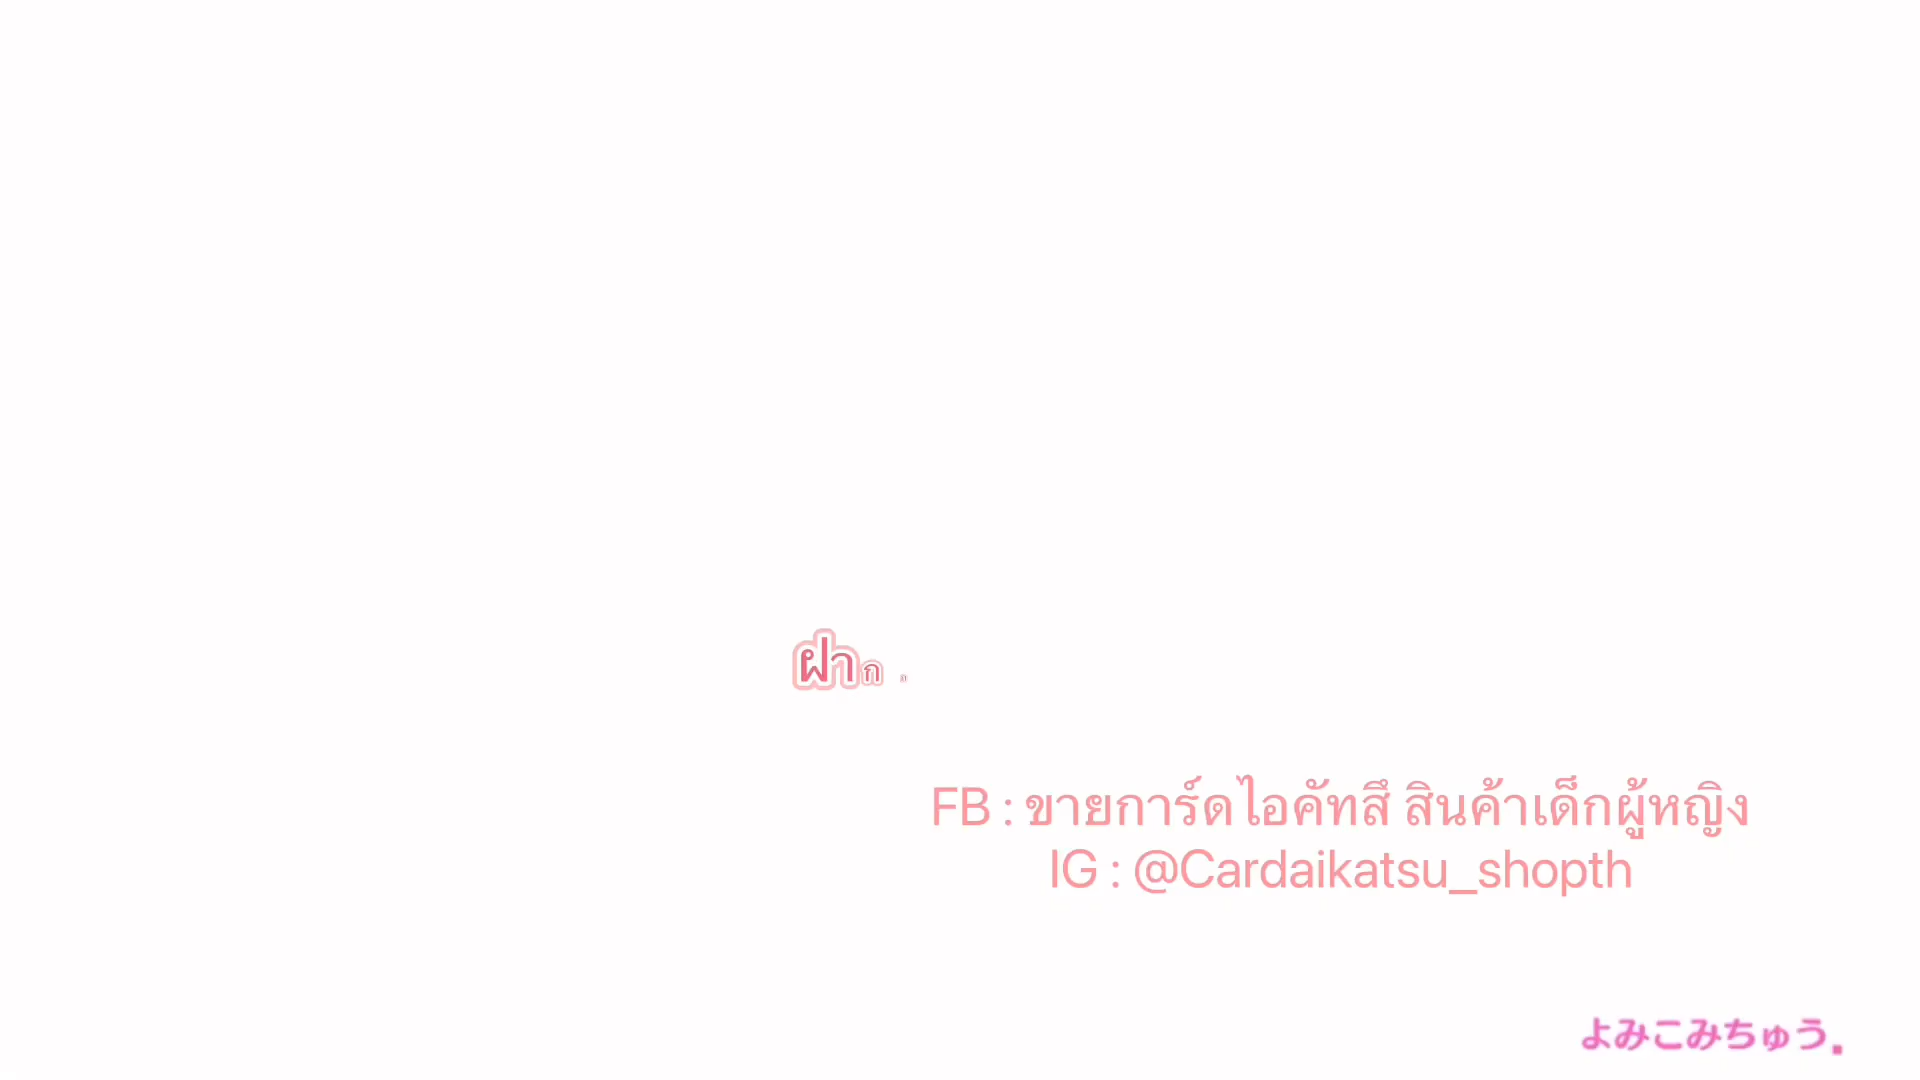 ฝาก
FB : ขายการ์ดไอคัทสึ สินค้าเด็กผู้หญิง
IG : @Cardaikatsu_shopth
よみこみちゅう.